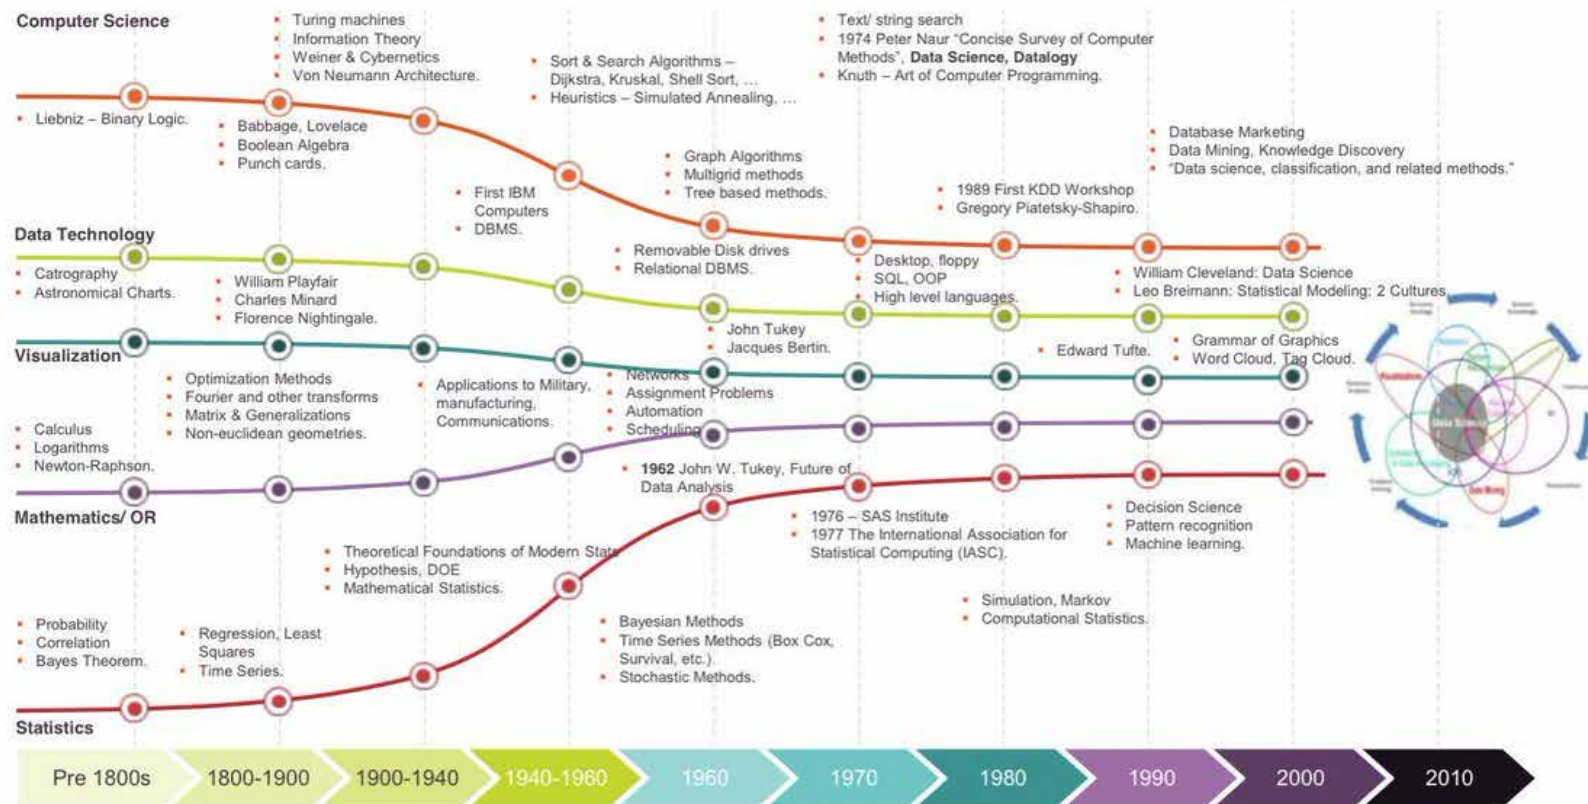 Computer Science
Turing machines
Information Theory
Weiner & Cybernetics
Von Neumann Architecture.
Text/ string search
1974 Peter Naur “Concise Survey of Computer
Methods”, Data Science, Datalogy
Knuth – Art of Computer Programming.
Sort & Search Algorithms –
Dijkstra, Kruskal, Shell Sort, …
Heuristics – Simulated Annealing, …
Liebniz – Binary Logic.
Babbage, Lovelace
Boolean Algebra
Punch cards.
Database Marketing
Data Mining, Knowledge Discovery
“Data science, classification, and related methods.”
Graph Algorithms
Multigrid methods
Tree based methods.
First IBM
Computers
DBMS.
1989 First KDD Workshop
Gregory Piatetsky-Shapiro.
Data Technology
Removable Disk drives
Relational DBMS.
Desktop, floppy
SQL, OOP
High level languages.
Catrography
Astronomical Charts.
William Playfair
Charles Minard
Florence Nightingale.
William Cleveland: Data Science
Leo Breimann: Statistical Modeling: 2 Cultures
John Tukey
Jacques Bertin.
Edward Tufte.
Grammar of Graphics
Word Cloud, Tag Cloud.
Visualization
Optimization Methods
Fourier and other transforms
Matrix & Generalizations
Non-euclidean geometries.
Applications to Military,
manufacturing,
Communications.
Networks
Assignment Problems
Automation
Scheduling
Calculus
Logarithms
Newton-Raphson.
Data Science
Data Mining
1962 John W. Tukey, Future of
Data Analysis
Mathematics/ OR
1976 – SAS Institute
1977 The International Association for
Statistical Computing (IASC).
Decision Science
Pattern recognition
Machine learning.
Theoretical Foundations of Modern Stats
Hypothesis, DOE
Mathematical Statistics.
Simulation, Markov
Computational Statistics.
Probability
Correlation
Bayes Theorem.
Regression, Least
Squares
Time Series.
Bayesian Methods
Time Series Methods (Box Cox,
Survival, etc.)
Stochastic Methods.
Statistics
Pre 1800s
1800-1900
1900-1940
1940-1960
1960
1970
1980
1990
2000
2010